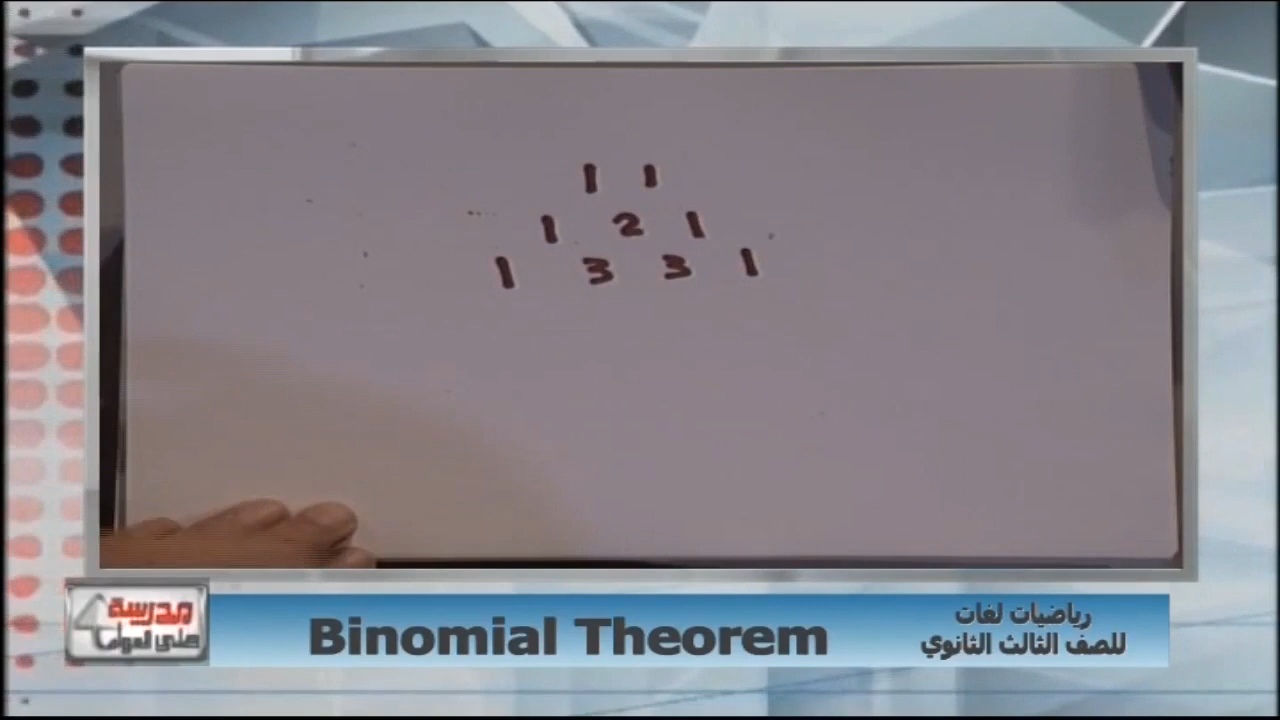 1 1
1 2 1
1 3 3 1
مدرسة
على الهواء
Binomial Theorem
رياضيات لغات
للصف الثالث الثانوي